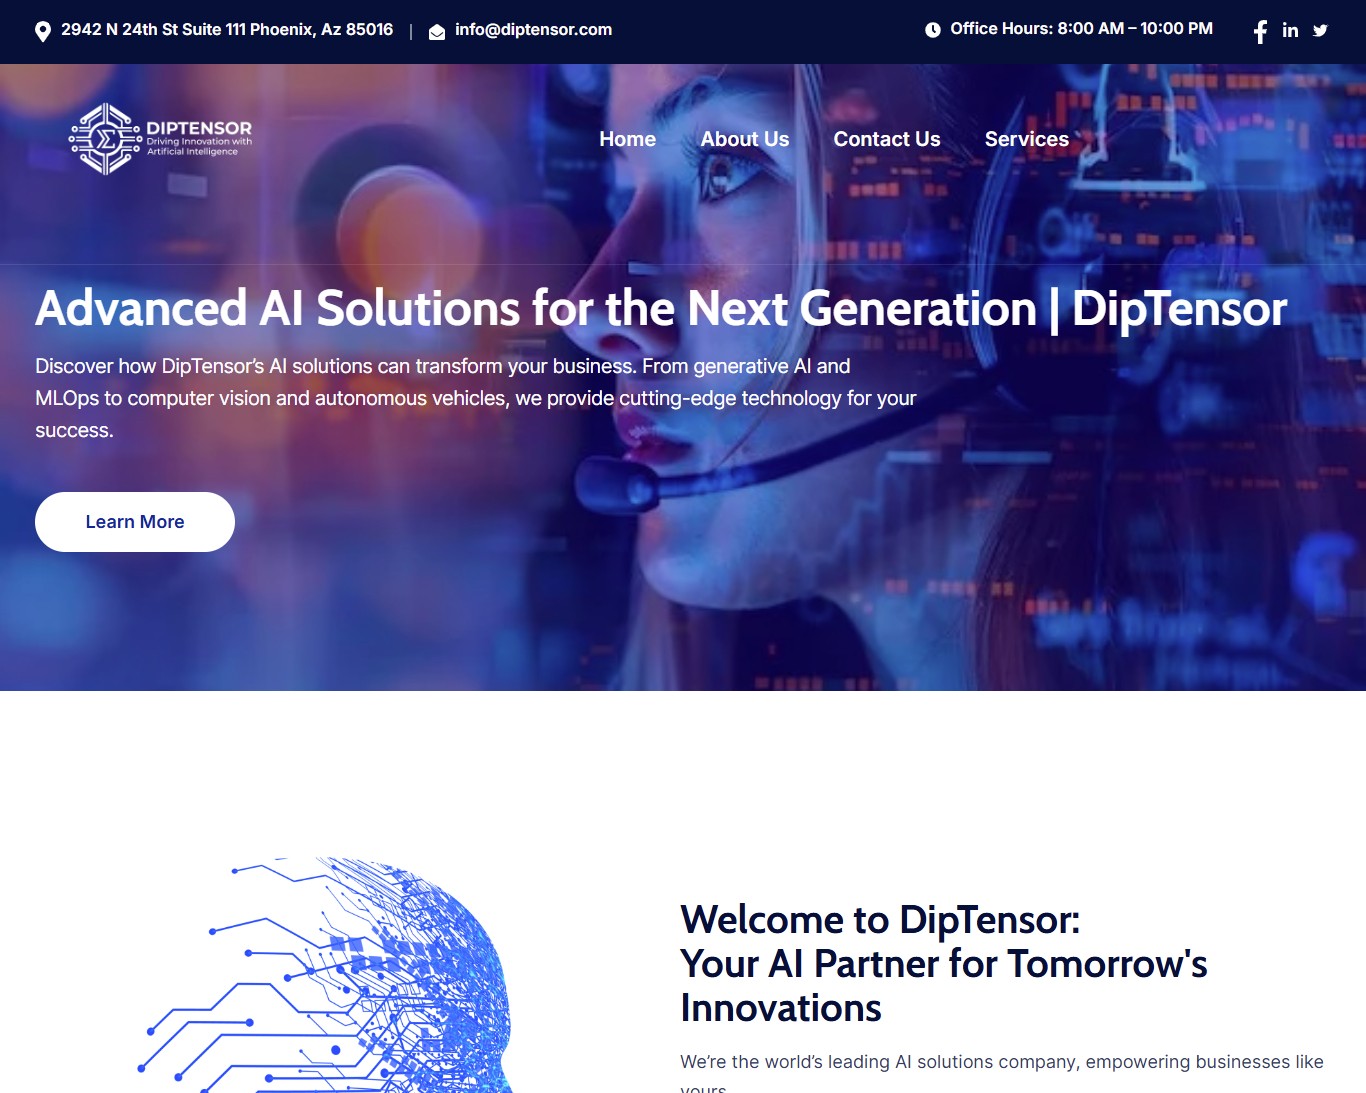 2942 N 24th St Suite 111 Phoenix, Az 85016 | info@diptensor.com
Office Hours: 8:00 AM – 10:00 PM
DIPTENSOR
Driving Innovation with
Artificial Intelligence
Home
About Us
Contact Us
Services
Advanced AI Solutions for the Next Generation | DipTensor
Discover how DipTensor’s AI solutions can transform your business. From generative AI and
MLOps to computer vision and autonomous vehicles, we provide cutting-edge technology for your
success.
Learn More
Welcome to DipTensor:
Your AI Partner for Tomorrow's
Innovations
We’re the world’s leading AI solutions company, empowering businesses like
yours